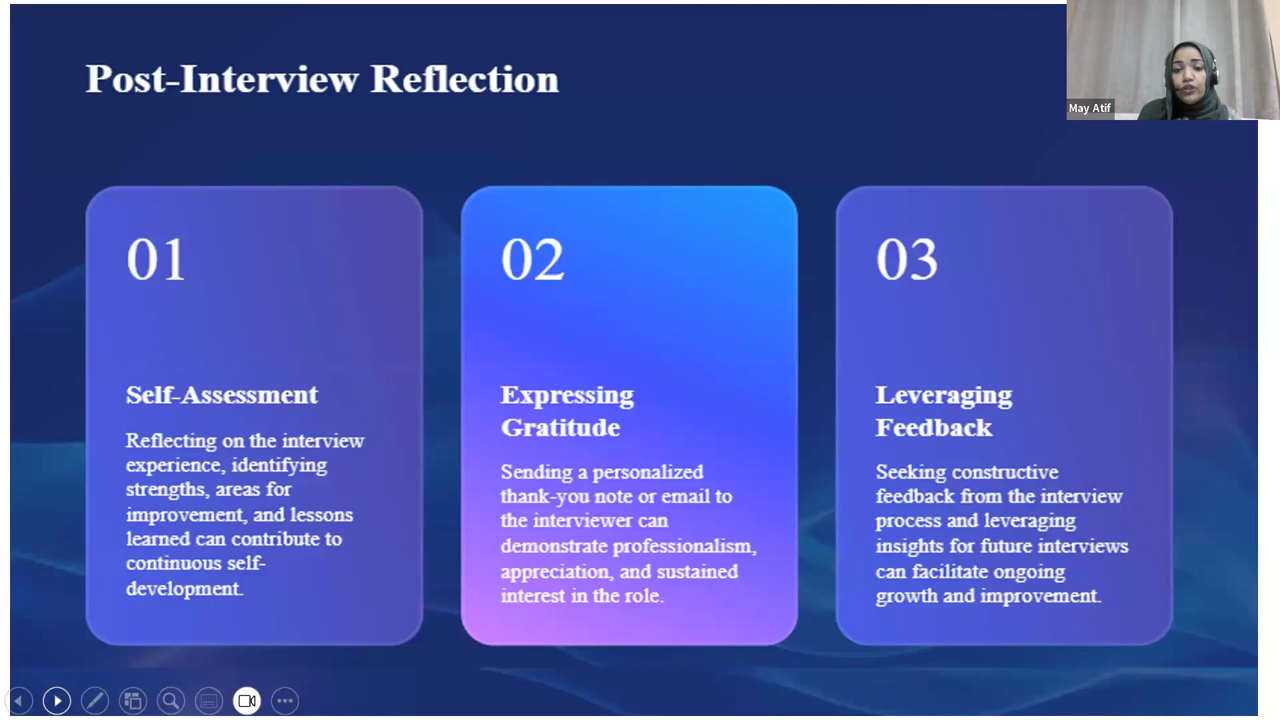 Post-Interview Reflection
May Atif
01
Self-Assessment
Reflecting on the interview
experience, identifying
strengths, areas for
improvement, and lessons
learned can contribute to
continuous self-
development.
02
Expressing
Gratitude
Sending a personalized
thank-you note or email to
the interviewer can
demonstrate professionalism,
appreciation, and sustained
interest in the role.
03
Leveraging
Feedback
Seeking constructive
feedback from the interview
process and leveraging
insights for future interviews
can facilitate ongoing
growth and improvement.